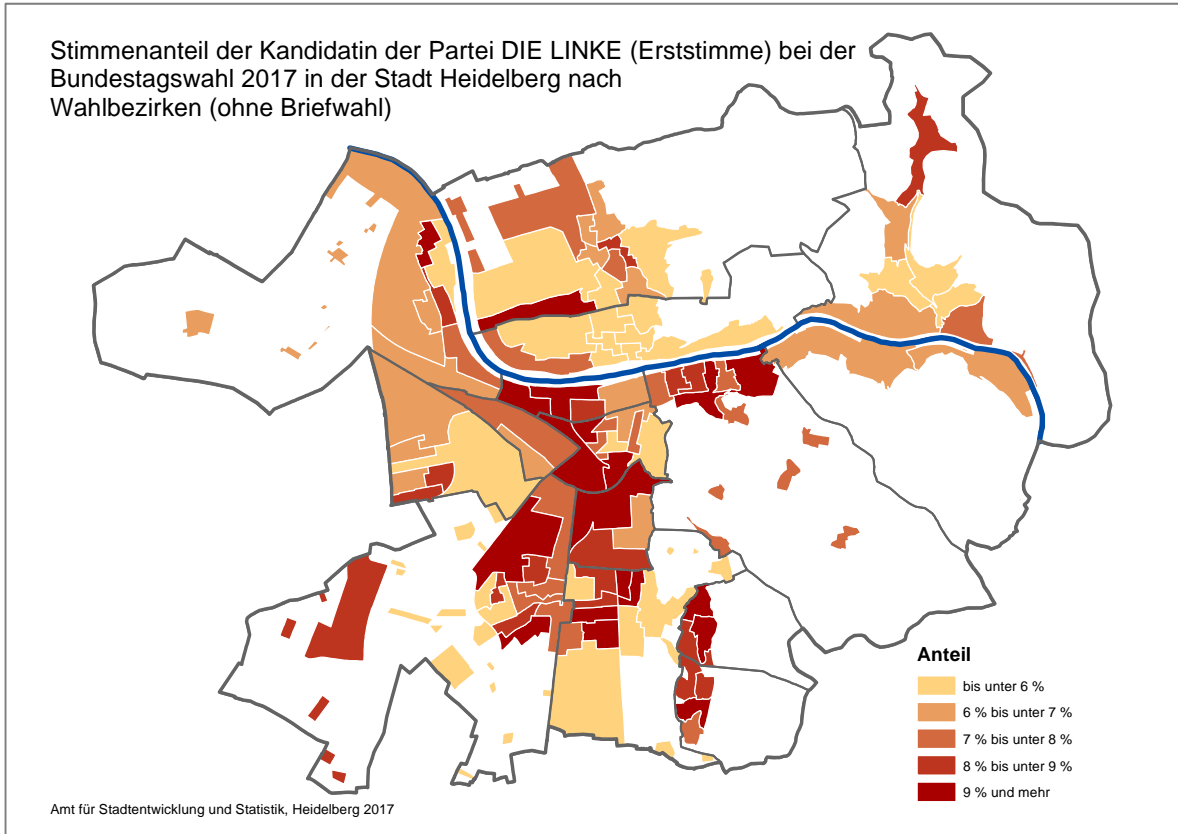 Stimmenanteil der Kandidatin der Partei DIE LINKE (Erststimme) bei der
Bundestagswahl 2017 in der Stadt Heidelberg nach
Wahlbezirken (ohne Briefwahl)
Anteil
bis unter 6 %
6 % bis unter 7 %
7 % bis unter 8 %
8 % bis unter 9 %
9 % und mehr
Amt für Stadtentwicklung und Statistik, Heidelberg 2017